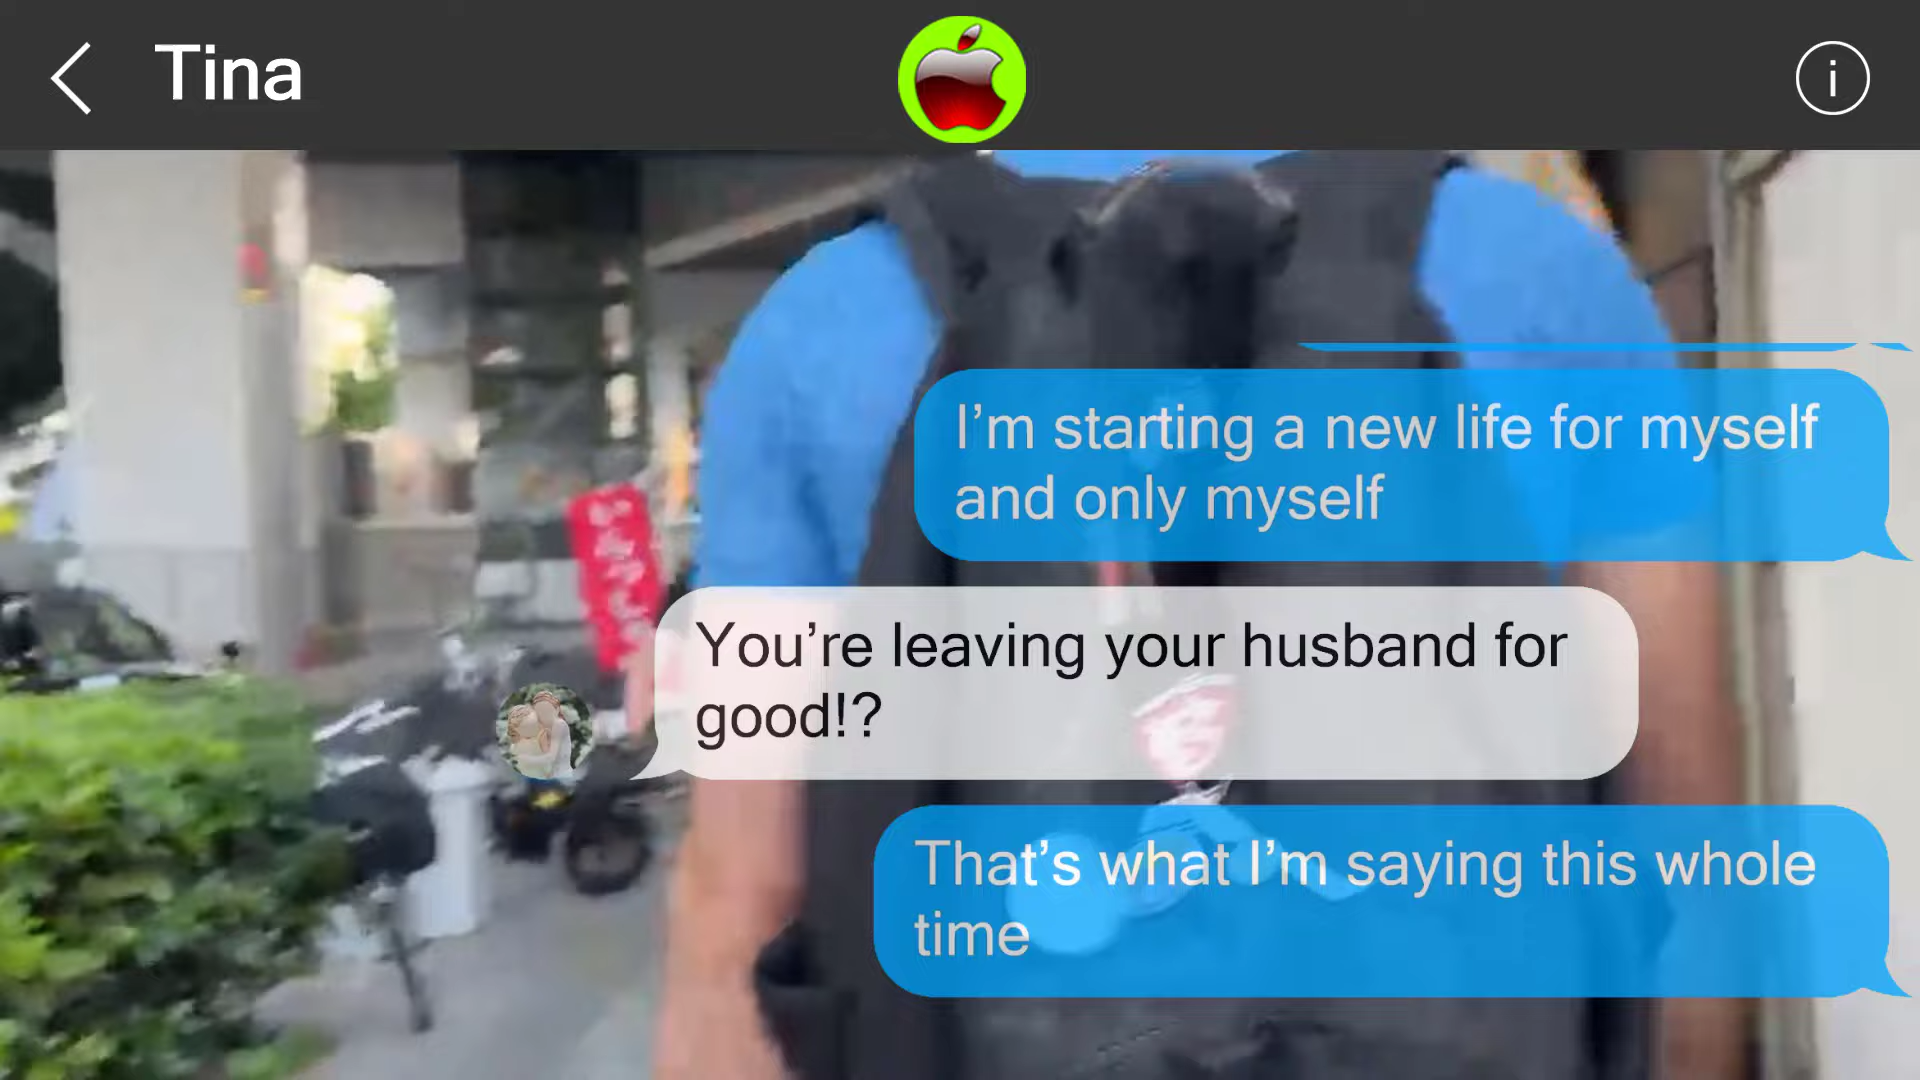 Tina
I’m starting a new life for myself
and only myself
You’re leaving your husband for
good!?
That’s what I’m saying this whole
time